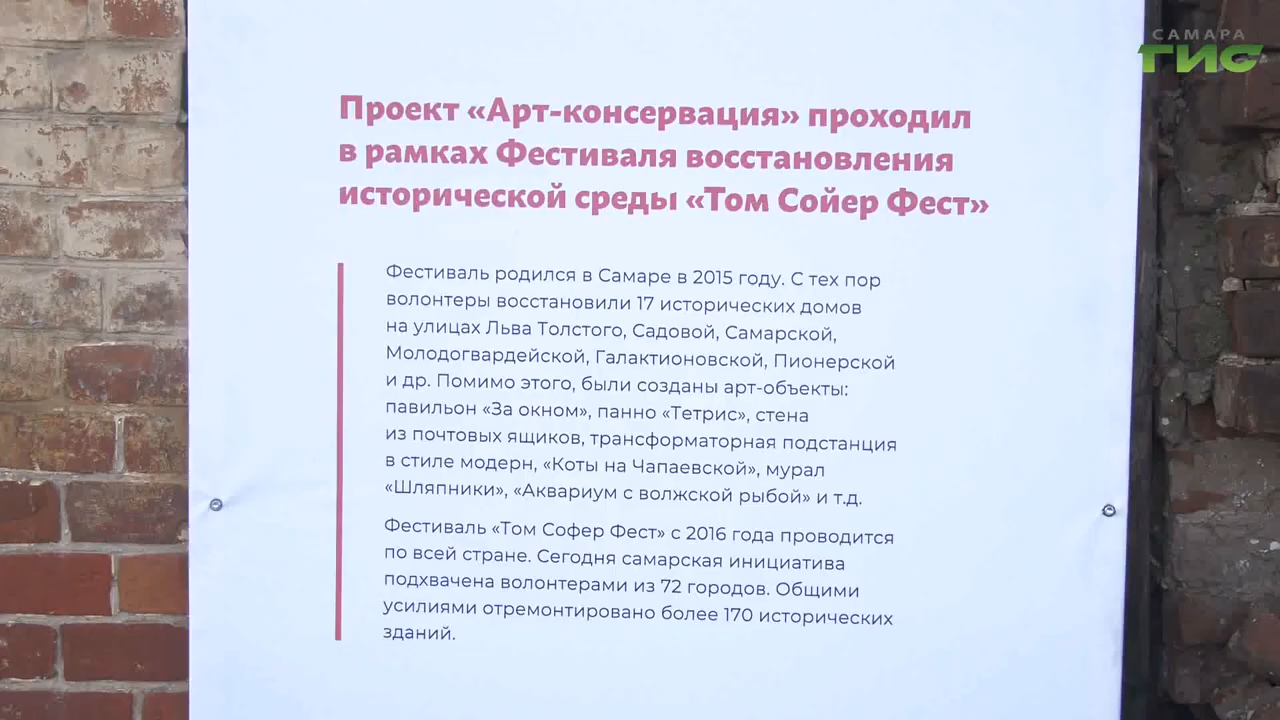 САМАРА
ГИС
Проект «Арт-консервация» проходил
в рамках Фестиваля восстановления
исторической среды «Том Сойер Фест»
Фестиваль родился в Самаре в 2015 году. С тех пор
волонтеры восстановили 17 исторических домов
на улицах Льва Толстого, Садовой, Самарской,
Молодогвардейской, Галактионовской, Пионерской
и др. Помимо этого, были созданы арт-объекты:
павильон «За окном», панно «Тетрис», стена
из почтовых ящиков, трансформаторная подстанция
в стиле модерн, «Коты на Чапаевской», мурал
«Шляпники», «Аквариум с волжской рыбой» и т.д.
Фестиваль «Том Софер Фест» с 2016 года проводится
по всей стране. Сегодня самарская инициатива
подхвачена волонтерами из 72 городов. Общими
усилиями отремонтировано более 170 исторических
зданий.